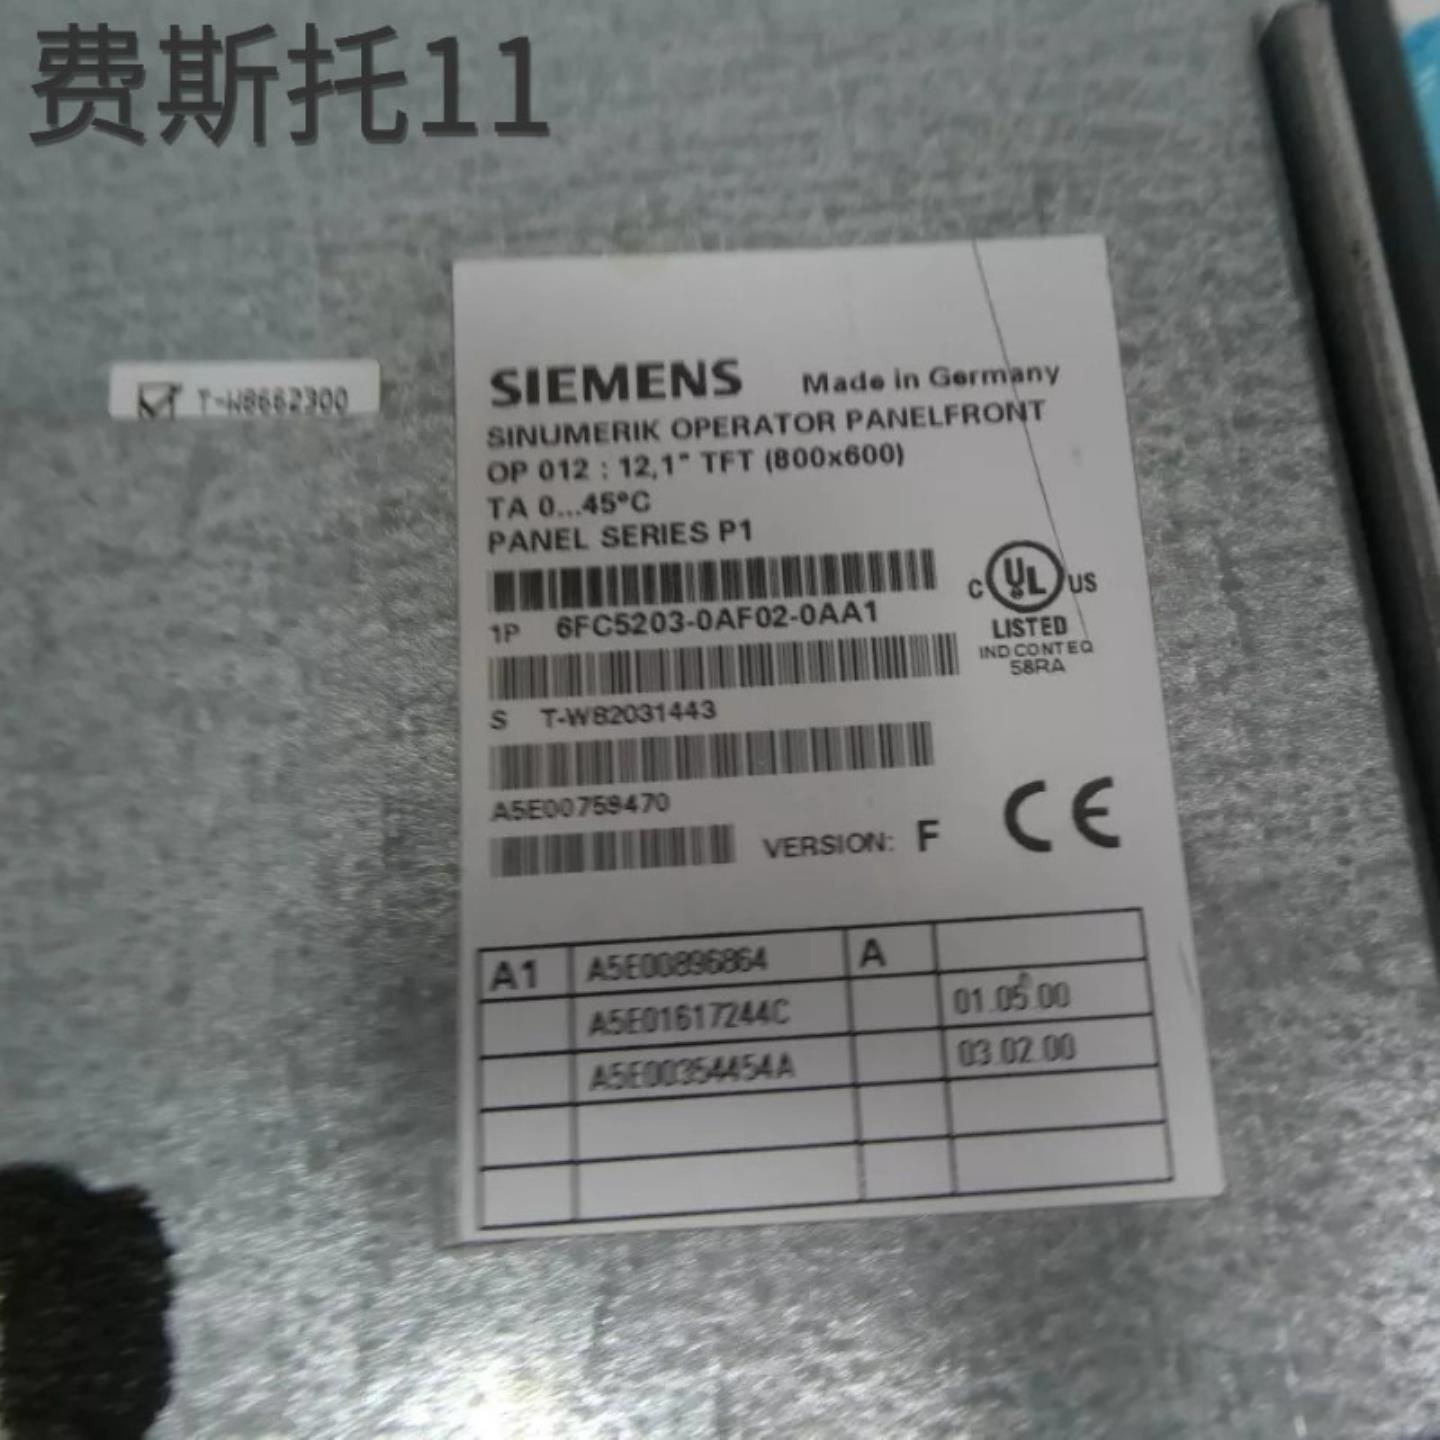 费斯托11
T-W8662300
SIEMENS Made in Germany
SINUMERIK OPERATOR PANELFRONT
OP 012 : 12,1" TFT (800x600)
TA 0...45°C
PANEL SERIES P1
1P 6FC5203-0AF02-0AA1
C UL US
LISTED
IND CONT EQ
58RA
S T-W82031443
A5E00759470
VERSION: F
CE
A1 A5E00896864 A
A5E01617244C 01.05.00
A5E00354454A 03.02.00